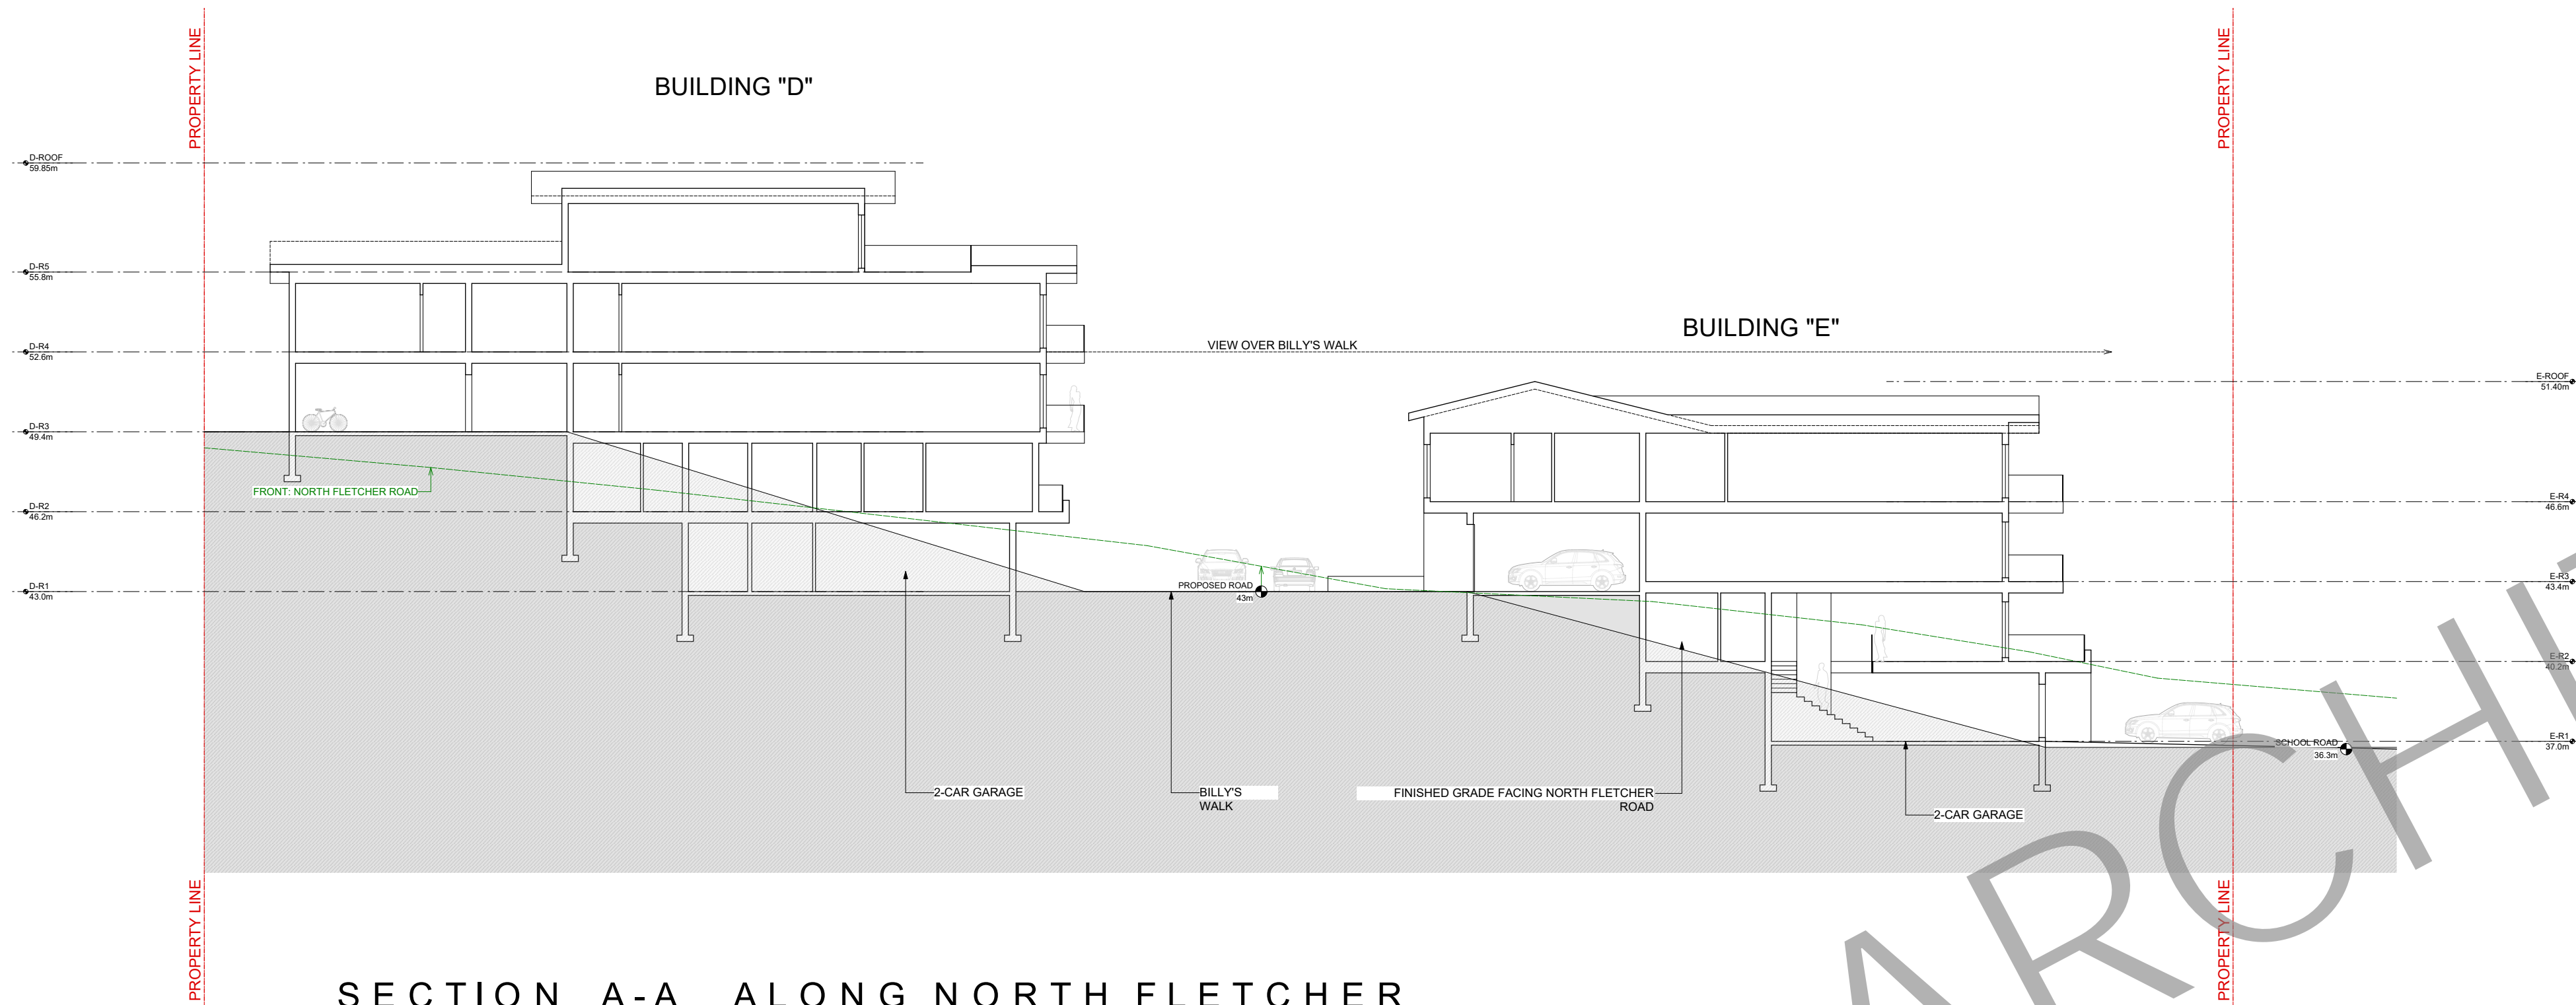 PROPERTY LINE
PROPERTY LINE
BUILDING "D"
D-ROOF
59.85m
D-R5
55.8m
BUILDING "E"
D-R4
52.6m
VIEW OVER BILLY'S WALK
E-ROOF
51.40m
D-R3
49.4m
FRONT: NORTH FLETCHER ROAD
E-R4
46.6m
D-R2
46.2m
E-R3
43.4m
D-R1
43.0m
PROPOSED ROAD
43m
E-R2
40.2m
SCHOOL ROAD
36.3m
E-R1
37.0m
2-CAR GARAGE
BILLY'S
WALK
FINISHED GRADE FACING NORTH FLETCHER
ROAD
2-CAR GARAGE
PROPERTY LINE
PROPERTY LINE
SECTION A-A ALONG NORTH FLETCHER